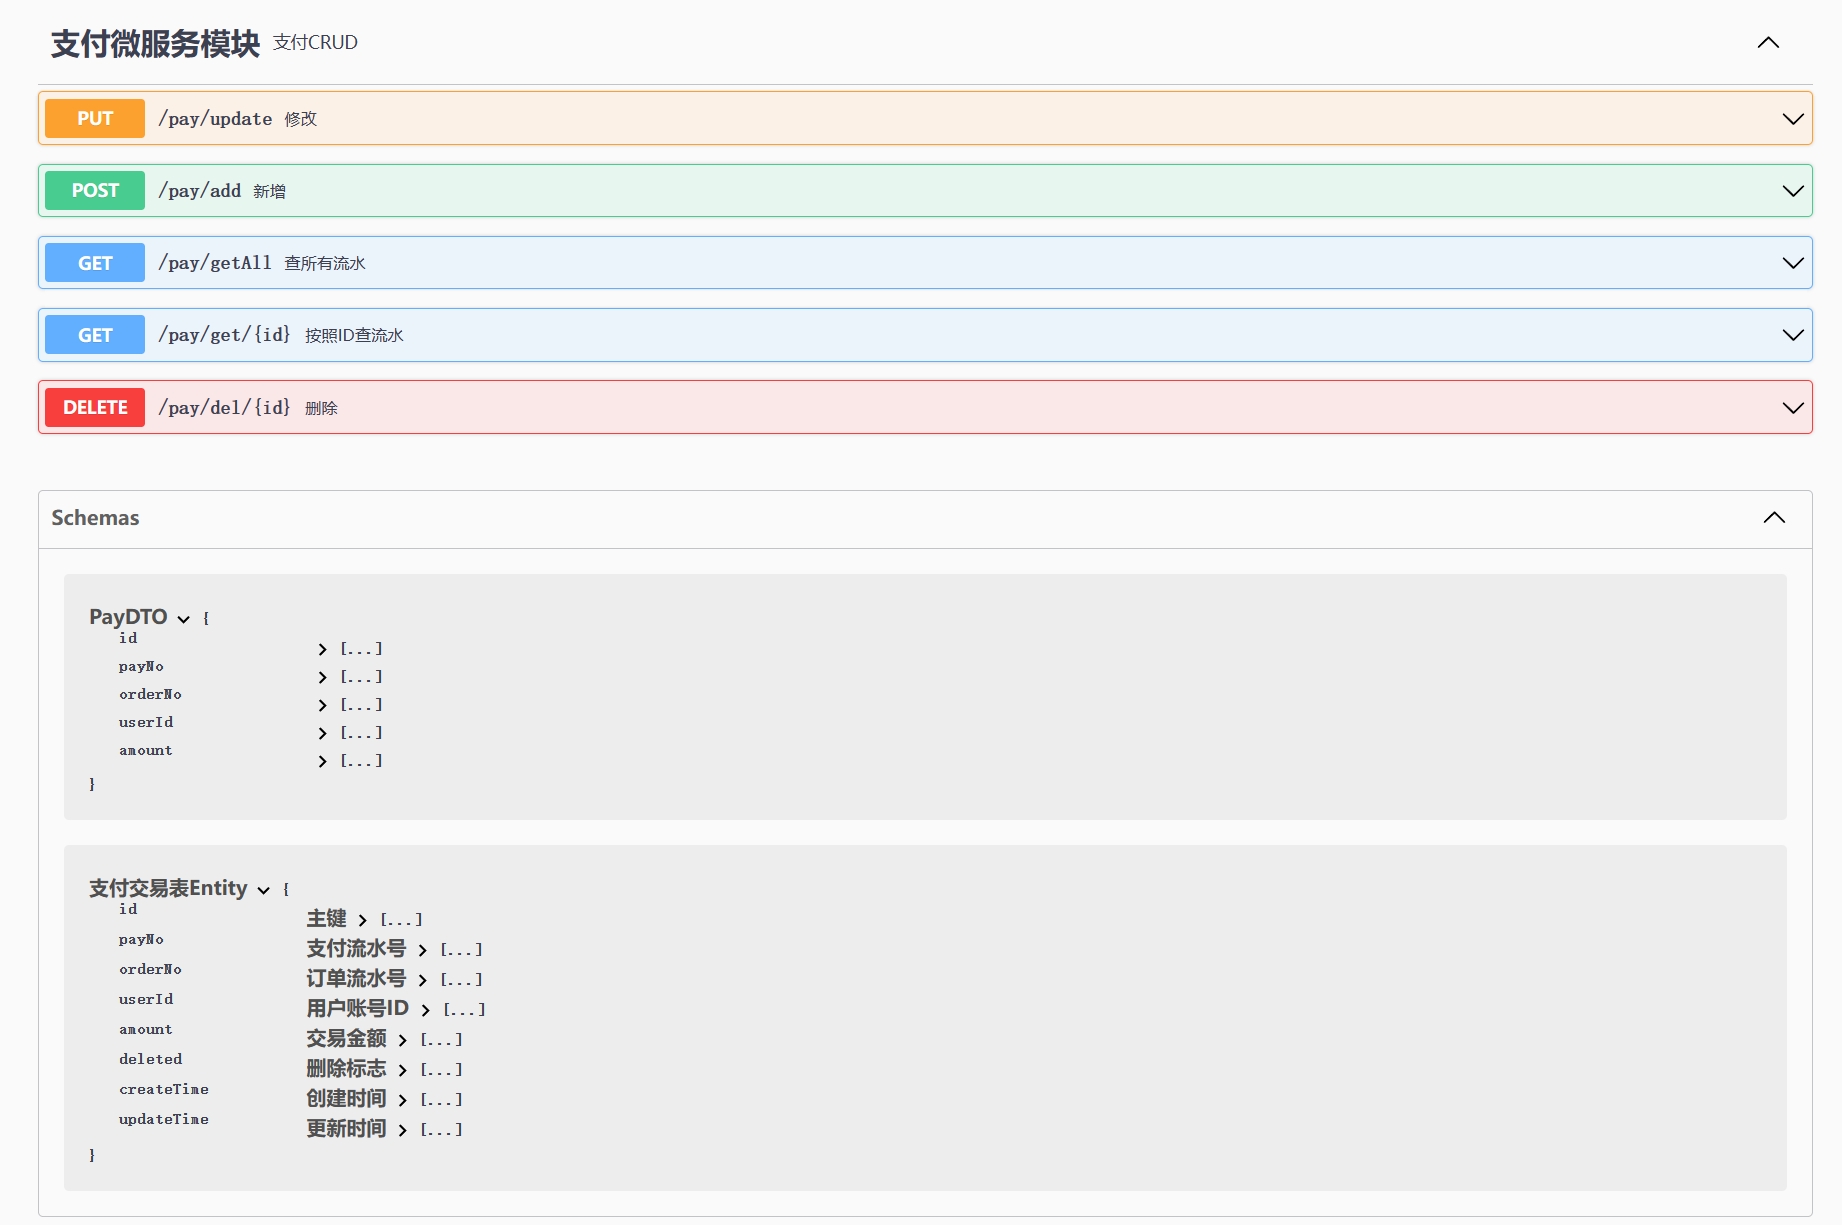 支付微服务模块 支付CRUD
PUT /pay/update 修改
POST /pay/add 新增
GET /pay/getAll 查所有流水
GET /pay/get/{id} 按照ID查流水
DELETE /pay/del/{id} 删除
Schemas
PayDTO {
id [...]
payNo [...]
orderNo [...]
userId [...]
amount [...]
}
支付交易表Entity {
id 主键 [...]
payNo 支付流水号 [...]
orderNo 订单流水号 [...]
userId 用户账号ID [...]
amount 交易金额 [...]
deleted 删除标志 [...]
createTime 创建时间 [...]
updateTime 更新时间 [...]
}